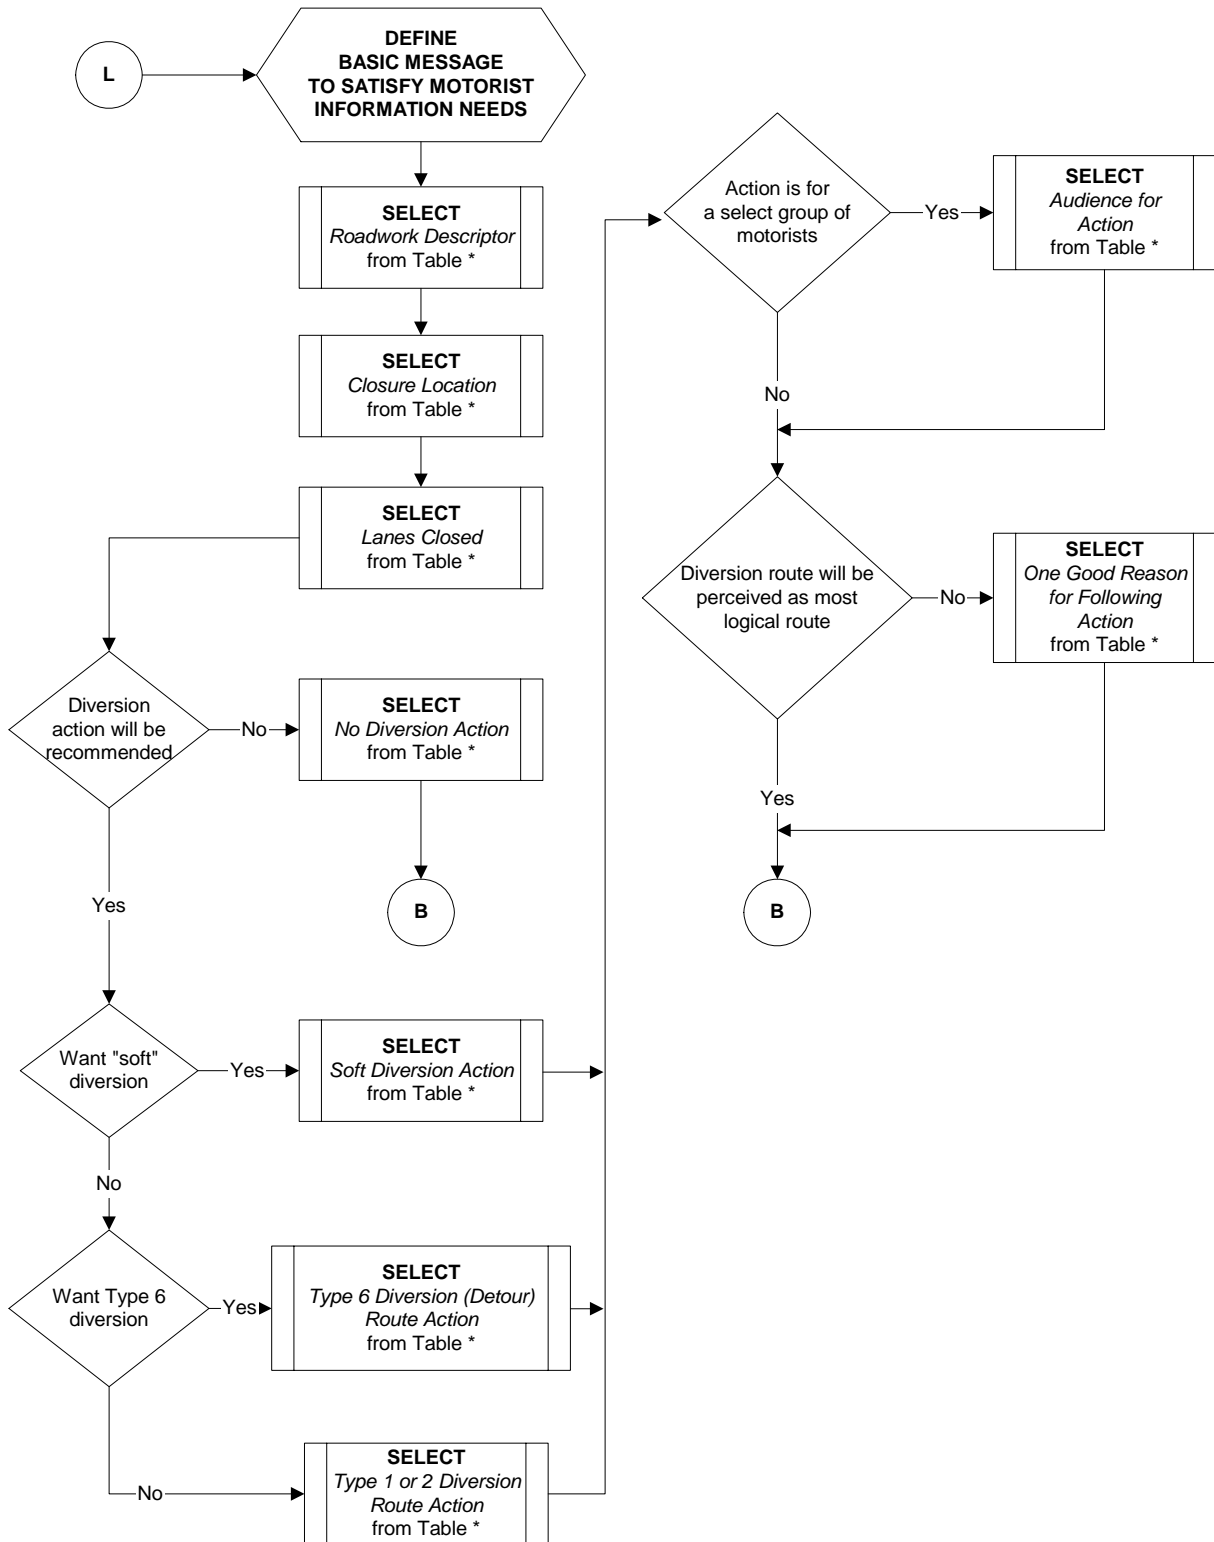 L
DEFINE
BASIC MESSAGE
TO SATISFY MOTORIST
INFORMATION NEEDS
SELECT
Roadwork Descriptor
from Table *
SELECT
Closure Location
from Table *
SELECT
Lanes Closed
from Table *
Diversion
action will be
recommended
No
SELECT
No Diversion Action
from Table *
B
Yes
Want "soft"
diversion
Yes
SELECT
Soft Diversion Action
from Table *
No
Want Type 6
diversion
Yes
SELECT
Type 6 Diversion (Detour)
Route Action
from Table *
No
SELECT
Type 1 or 2 Diversion
Route Action
from Table *
Action is for
a select group of
motorists
Yes
SELECT
Audience for
Action
from Table *
No
Diversion route will be
perceived as most
logical route
No
SELECT
One Good Reason
for Following
Action
from Table *
Yes
B